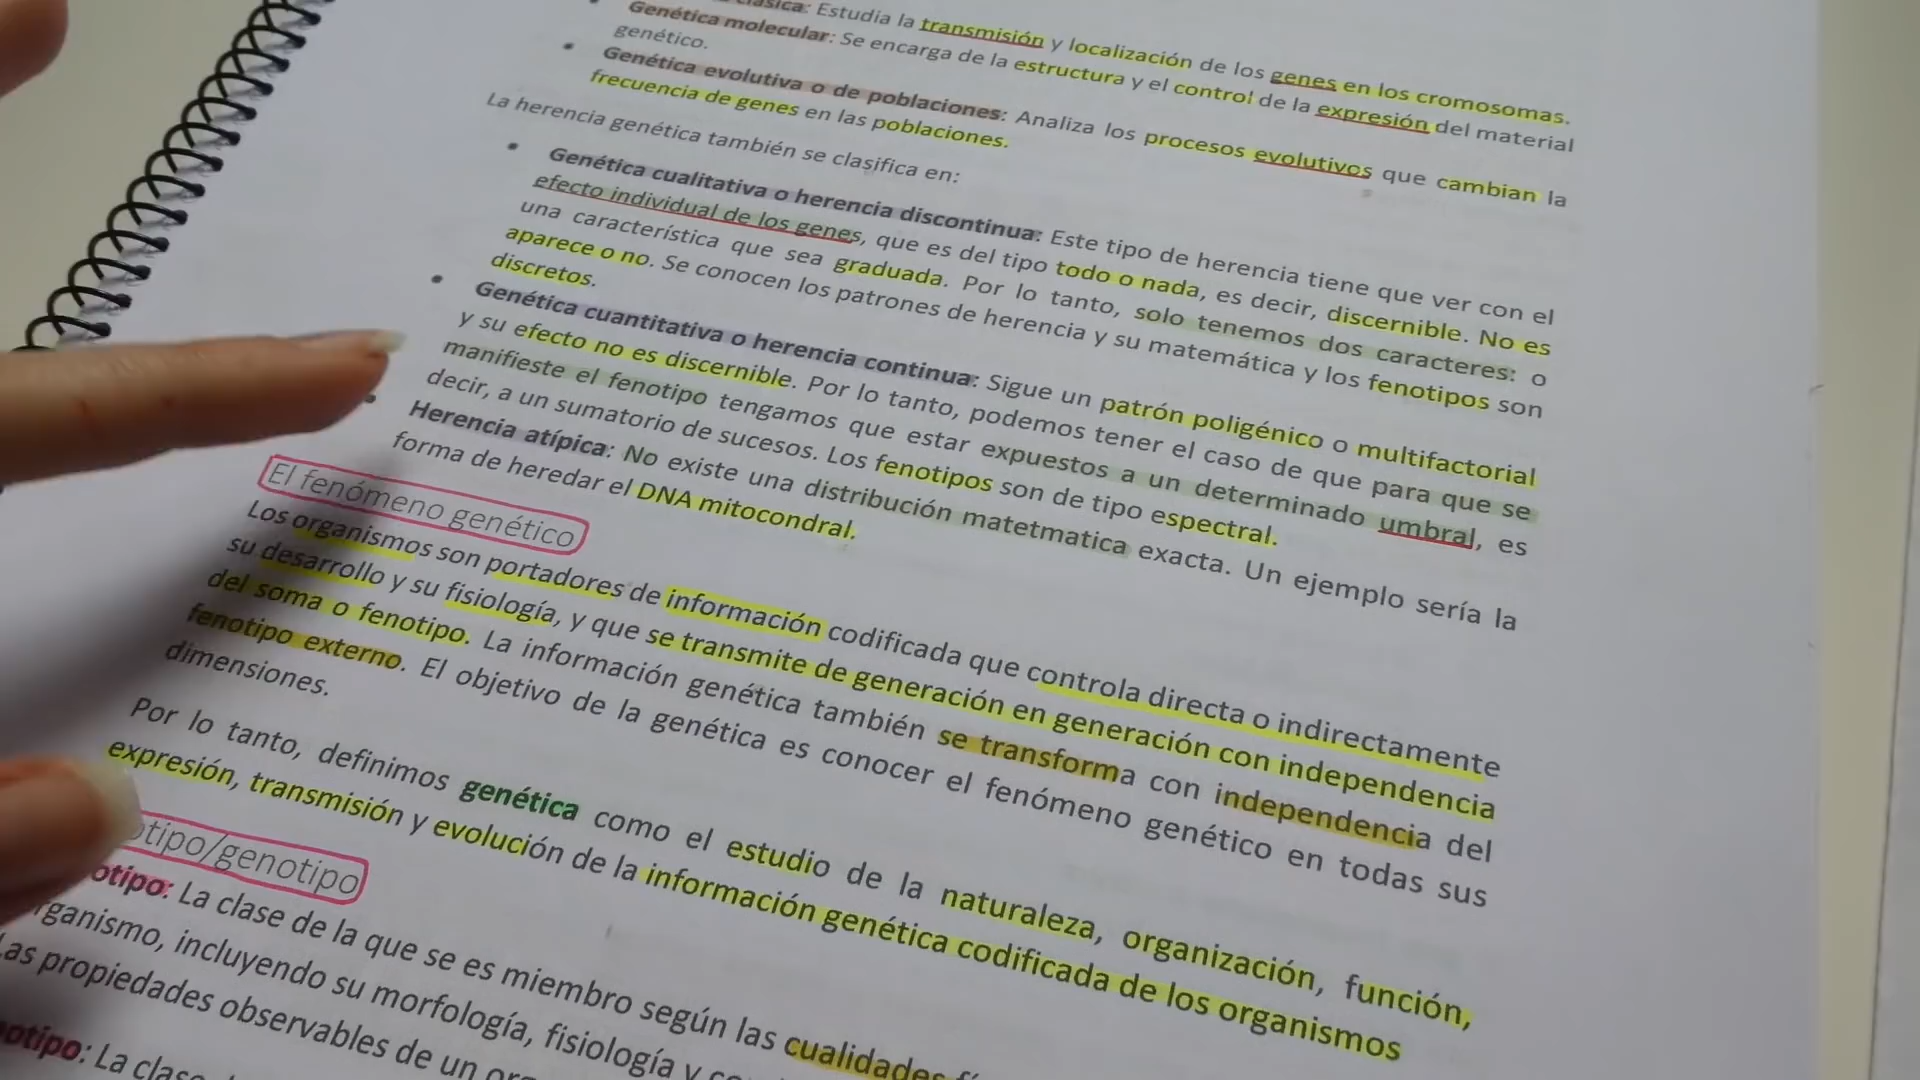 clásica: Estudia la transmisión y localización de los genes en los cromosomas.
Genética molecular: Se encarga de la estructura y el control de la expresión del material
genético.
Genética evolutiva o de poblaciones: Analiza los procesos evolutivos que cambian la
frecuencia de genes en las poblaciones.
La herencia genética también se clasifica en:
Genética cualitativa o herencia discontinua: Este tipo de herencia tiene que ver con el
efecto individual de los genes, que es del tipo todo o nada, es decir, discernible. No es
una característica que sea graduada. Por lo tanto, solo tenemos dos caracteres: o
aparece o no. Se conocen los patrones de herencia y su matemática y los fenotipos son
discretos.
Genética cuantitativa o herencia continua: Sigue un patrón poligénico o multifactorial
y su efecto no es discernible. Por lo tanto, podemos tener el caso de que para que se
manifieste el fenotipo tengamos que estar expuestos a un determinado umbral, es
decir, a un sumatorio de sucesos. Los fenotipos son de tipo espectral.
Herencia atípica: No existe una distribución matetmatica exacta. Un ejemplo sería la
forma de heredar el DNA mitocondral.
El fenómeno genético
Los organismos son portadores de información codificada que controla directa o indirectamente
su desarrollo y su fisiología, y que se transmite de generación en generación con independencia
del soma o fenotipo. La información genética también se transforma con independencia del
fenotipo externo. El objetivo de la genética es conocer el fenómeno genético en todas sus
dimensiones.
Por lo tanto, definimos genética como el estudio de la naturaleza, organización, función,
expresión, transmisión y evolución de la información genética codificada de los organismos
otipo/genotipo
otipo: La clase de la que se es miembro según las cualidades
rganismo, incluyendo su morfología, fisiología y
Las propiedades observables de un
notipo: La clase